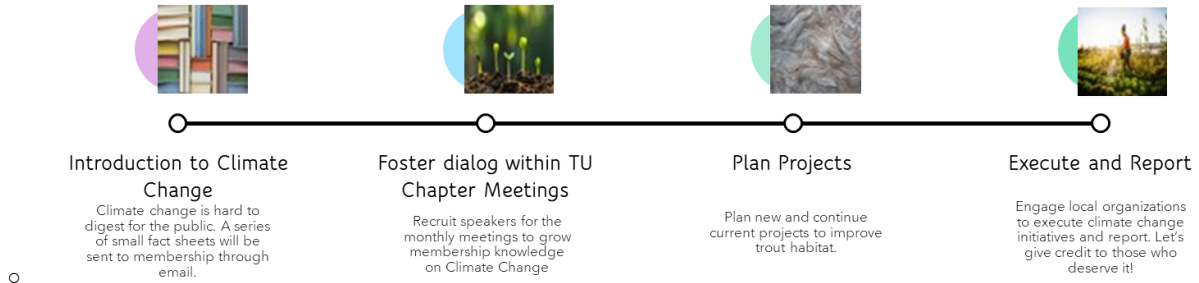 Introduction to Climate
Change
Climate change is hard to
digest for the public. A series
of small fact sheets will be
sent to membership through
email.
Foster dialog within TU
Chapter Meetings
Recruit speakers for the
monthly meetings to grow
membership knowledge
on Climate Change
Plan Projects
Plan new and continue
current projects to improve
trout habitat.
Execute and Report
Engage local organizations
to execute climate change
initiatives and report. Let's
give credit to those who
deserve it!